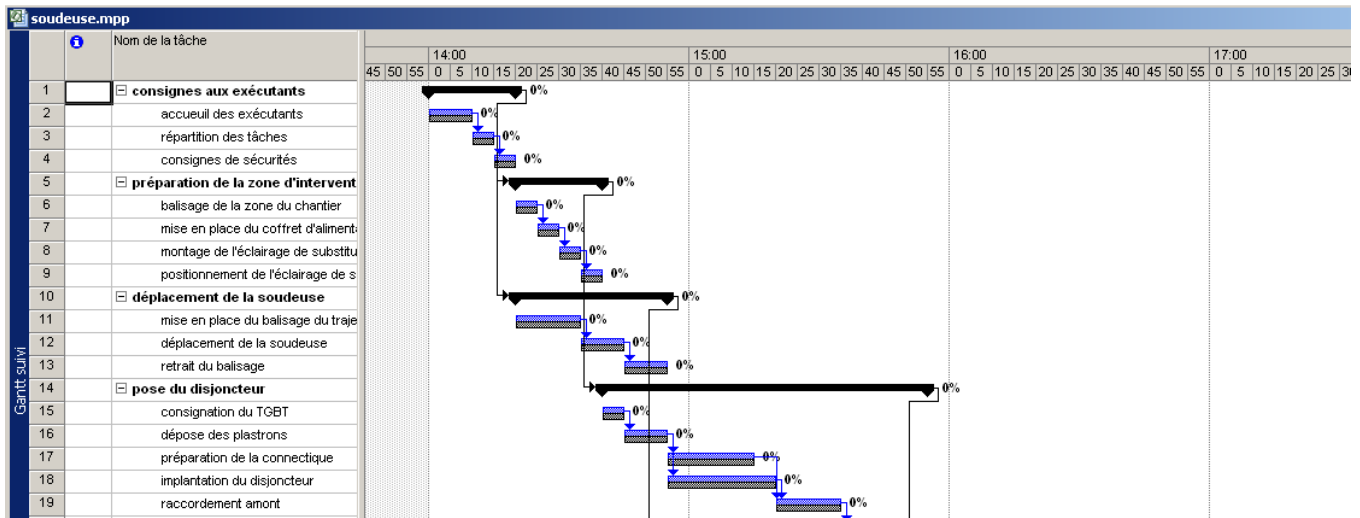 soudeuse.mpp
Nom de la tâche
14:00 15:00 16:00 17:00
45 50 55 0 5 10 15 20 25 30 35 40 45 50 55 0 5 10 15 20 25 30 35 40 45 50 55 0 5 10 15 20 25 30 35 40 45 50 55 0 5 10 15 20 25
1 consignes aux exécutants 0%
2 accueuil des exécutants 0%
3 répartition des tâches 0%
4 consignes de sécurités 0%
5 préparation de la zone d'intervent 0%
6 balisage de la zone du chantier 0%
7 mise en place du coffret d'aliment 0%
8 montage de l'éclairage de substitu 0%
9 positionnement de l'éclairage de s 0%
10 déplacement de la soudeuse 0%
11 mise en place du balisage du traje 0%
12 déplacement de la soudeuse 0%
13 retrait du balisage 0%
14 pose du disjoncteur 0%
15 consignation du TGBT 0%
16 dépose des plastrons 0%
17 préparation de la connectique 0%
18 implantation du disjoncteur 0%
19 raccordement amont 0%
Gantt suivi